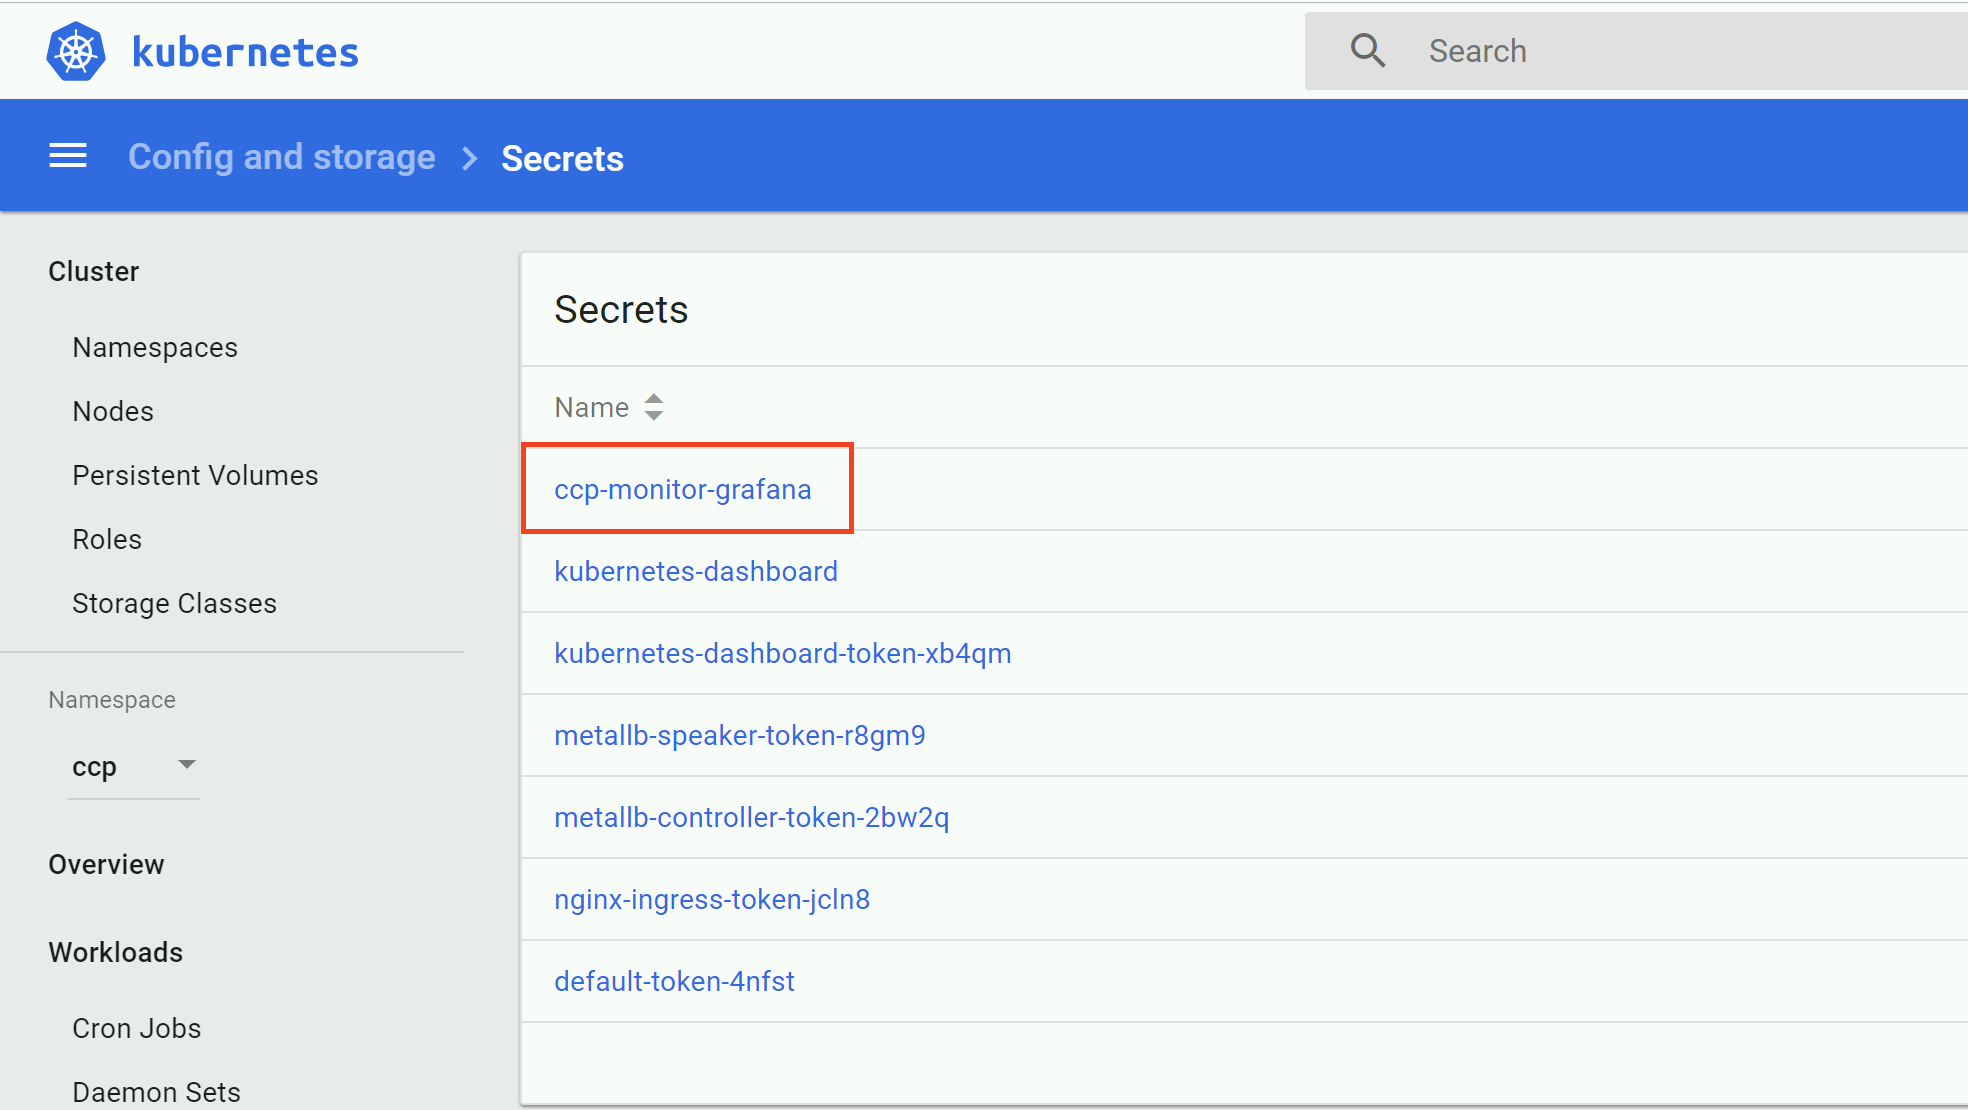 kubernetes
Search
Config and storage
Secrets
Cluster
Namespaces
Nodes
Persistent Volumes
Roles
Storage Classes
Namespace
ccp
Overview
Workloads
Cron Jobs
Daemon Sets
Secrets
Name
ccp-monitor-grafana
kubernetes-dashboard
kubernetes-dashboard-token-xb4qm
metallb-speaker-token-r8gm9
metallb-controller-token-2bw2q
nginx-ingress-token-jcln8
default-token-4nfst